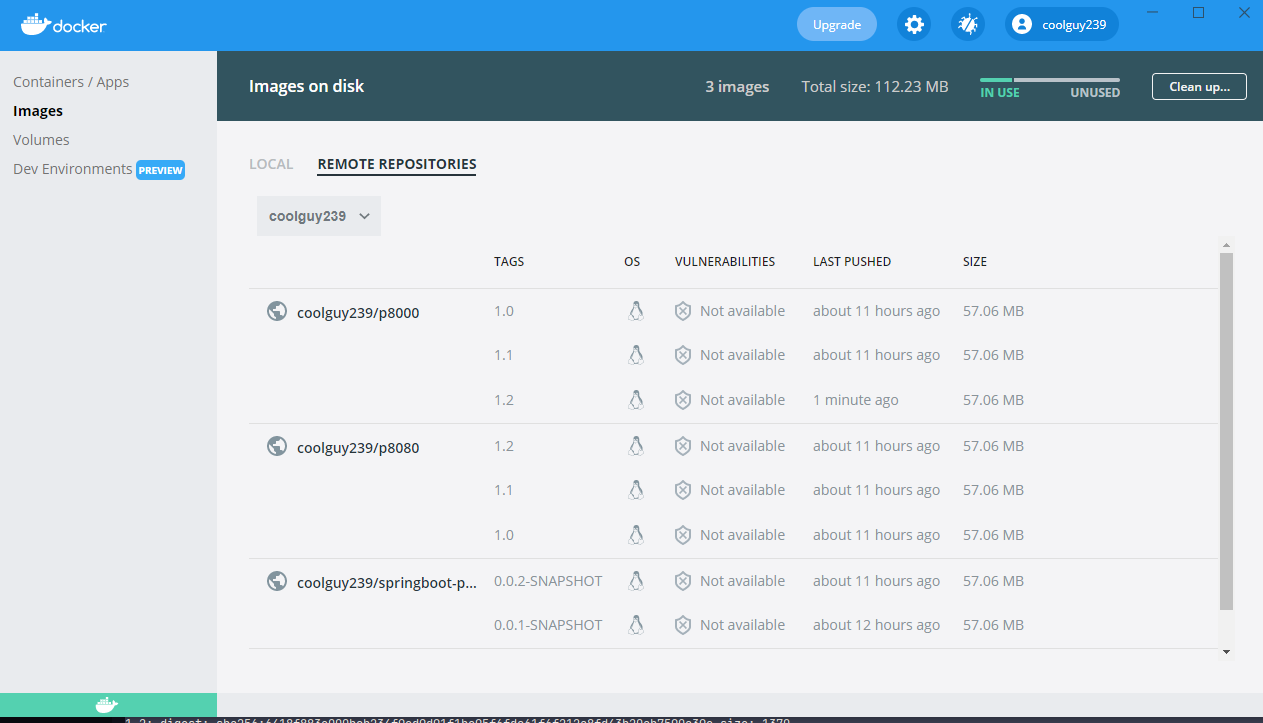 docker
Upgrade
coolguy239
Containers / Apps
Images
Volumes
Dev Environments PREVIEW
Images on disk
3 images
Total size: 112.23 MB
IN USE
UNUSED
Clean up...
LOCAL
REMOTE REPOSITORIES
coolguy239
TAGS OS VULNERABILITIES LAST PUSHED SIZE
coolguy239/p8000 1.0 Not available about 11 hours ago 57.06 MB
1.1 Not available about 11 hours ago 57.06 MB
1.2 Not available 1 minute ago 57.06 MB
coolguy239/p8080 1.2 Not available about 11 hours ago 57.06 MB
1.1 Not available about 11 hours ago 57.06 MB
1.0 Not available about 11 hours ago 57.06 MB
coolguy239/springboot-p... 0.0.2-SNAPSHOT Not available about 11 hours ago 57.06 MB
0.0.1-SNAPSHOT Not available about 12 hours ago 57.06 MB
1.2: digest: size: 1370